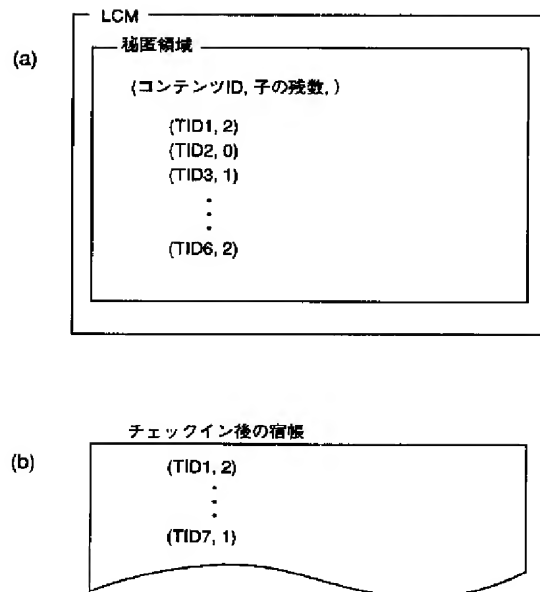 LCM
秘匿領域
(a)
(コンテンツID, 子の残数, )
(TID1, 2)
(TID2, 0)
(TID3, 1)
(TID6, 2)
チェックイン後の宿帳
(b)
(TID1, 2)
(TID7, 1)